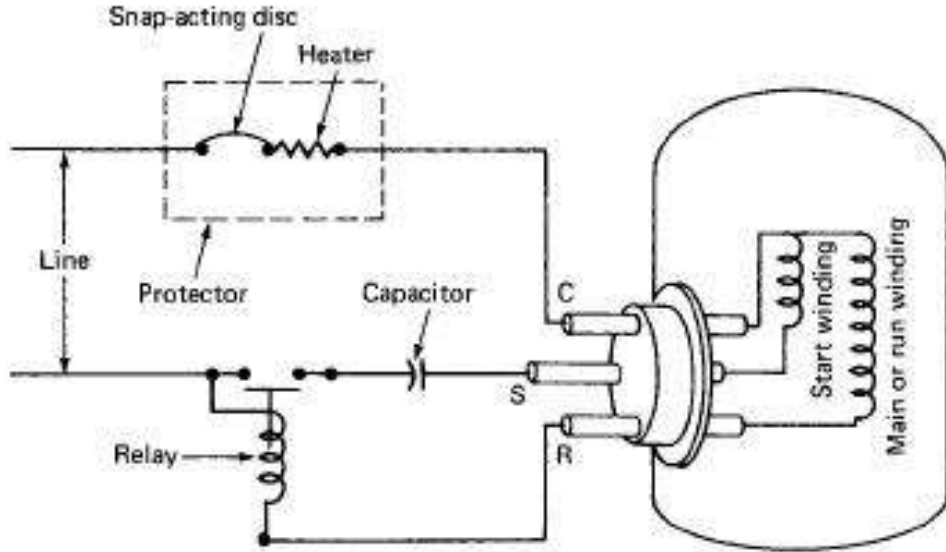 Snap-acting disc
Heater
Line
Protector
Capacitor
C
S
R
Relay
Start winding
Main or run winding